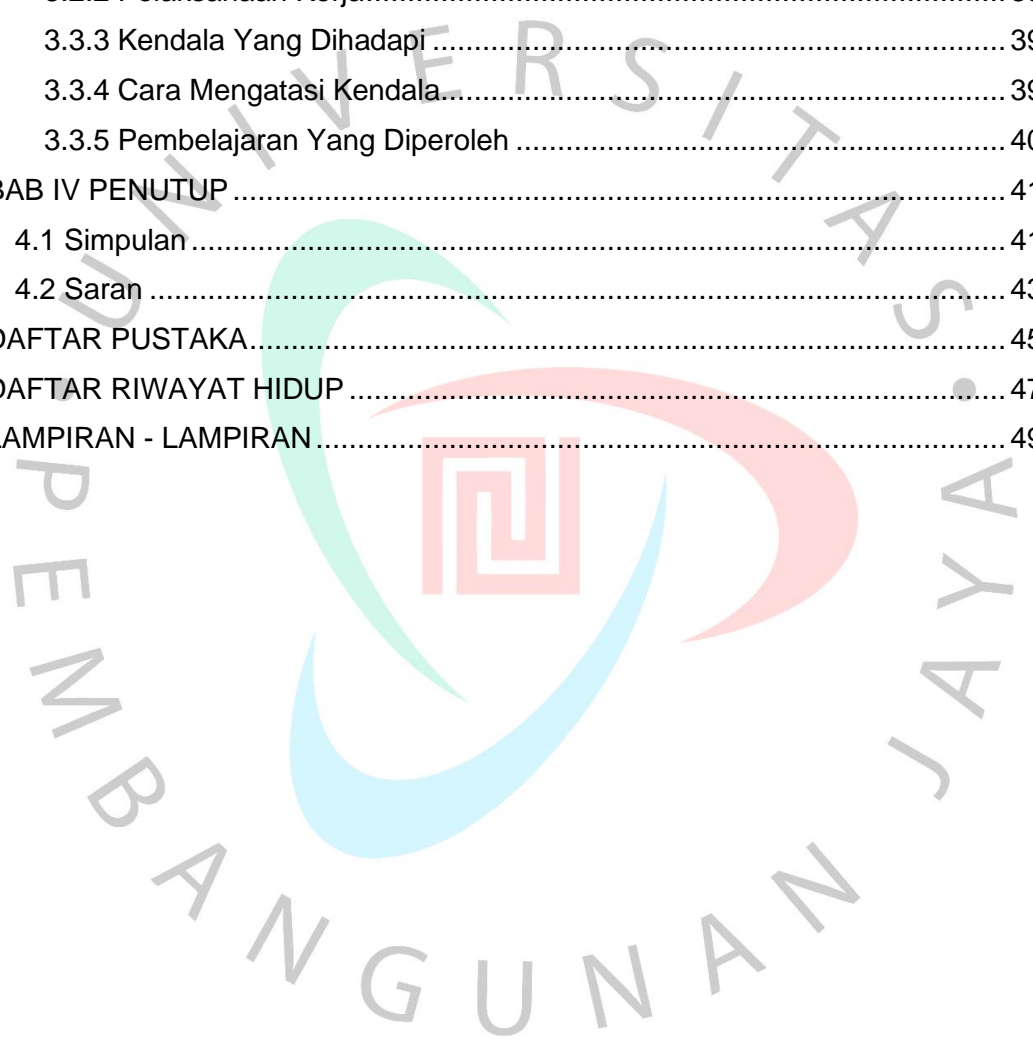 3.3.3 Kendala Yang Dihadapi ............................................................ 39
3.3.4 Cara Mengatasi Kendala............................................................ 39
3.3.5 Pembelajaran Yang Diperoleh .................................................. 40
BAB IV PENUTUP ............................................................................... 41
4.1 Simpulan ................................................................................... 41
4.2 Saran ........................................................................................ 43
DAFTAR PUSTAKA ............................................................................. 45
DAFTAR RIWAYAT HIDUP .................................................................. 47
LAMPIRAN - LAMPIRAN ...................................................................... 49
UNIVERSITAS • PEMBANGUNAN JAYA •